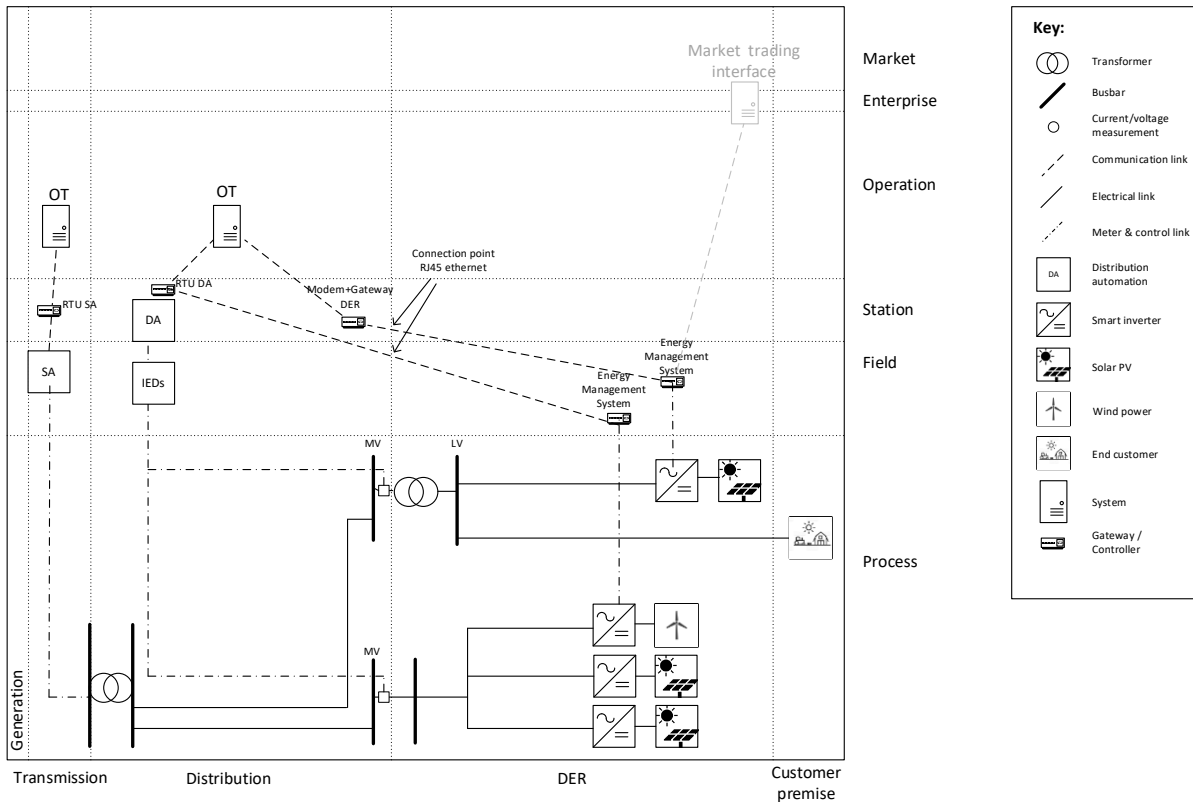 Market trading
interface
OT
OT
Connection point
RJ45 ethernet
RTU DA
Modem+Gateway
DER
RTU SA
DA
SA
IEDs
Energy
Management
System
Energy
Management
System
MV
LV
MV
Generation
Transmission
Distribution
DER
Customer
premise
Market
Enterprise
Operation
Station
Field
Process
Key:
Transformer
Busbar
Current/voltage
measurement
Communication link
Electrical link
Meter & control link
DA
Distribution
automation
Smart inverter
Solar PV
Wind power
End customer
System
Gateway /
Controller